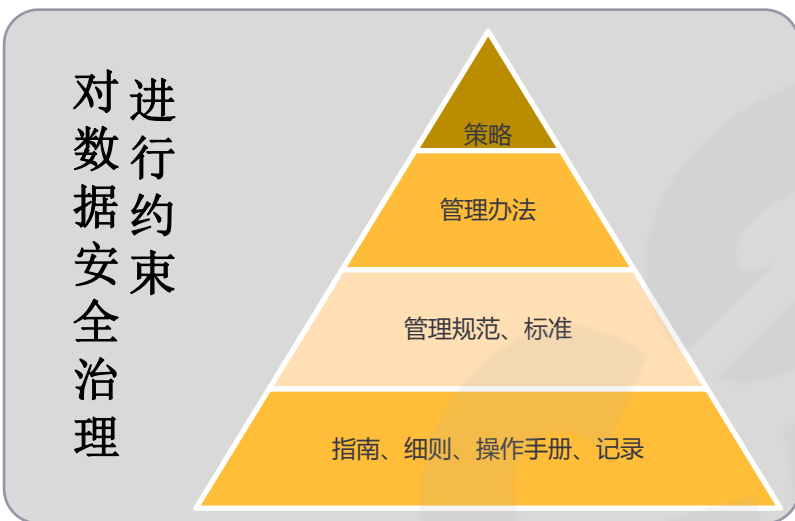 对数据安全治理
进行约束
策略
管理办法
管理规范、标准
指南、细则、操作手册、记录